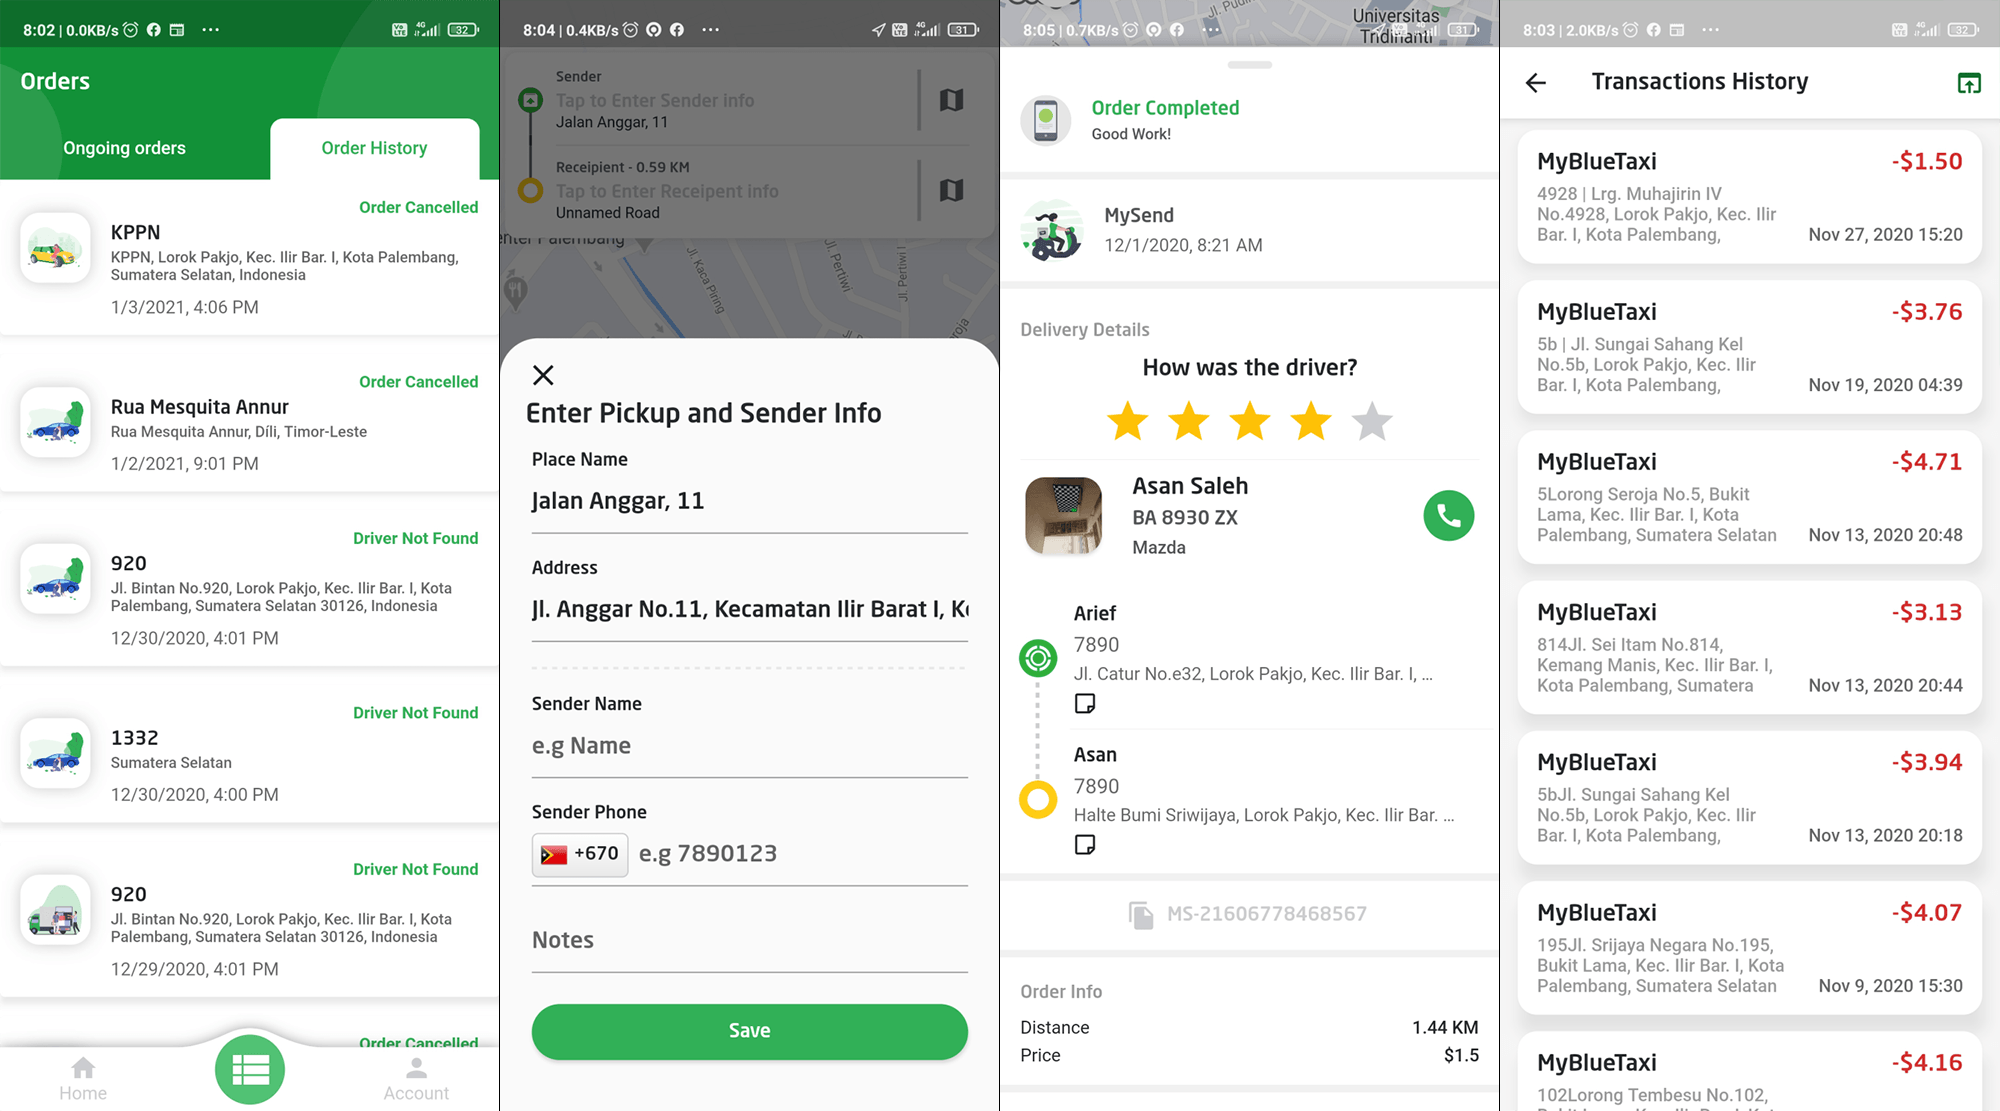 8:02 | 0.0KB/s ··· 4G 32
Orders
Ongoing orders
Order History
Order Cancelled
KPPN
KPPN, Lorok Pakjo, Kec. Ilir Bar. I, Kota Palembang,
Sumatera Selatan, Indonesia
1/3/2021, 4:06 PM
Order Cancelled
Rua Mesquita Annur
Rua Mesquita Annur, Díli, Timor-Leste
1/2/2021, 9:01 PM
Driver Not Found
920
Jl. Bintan No.920, Lorok Pakjo, Kec. Ilir Bar. I, Kota
Palembang, Sumatera Selatan 30126, Indonesia
12/30/2020, 4:01 PM
Driver Not Found
1332
Sumatera Selatan
12/30/2020, 4:00 PM
Driver Not Found
920
Jl. Bintan No.920, Lorok Pakjo, Kec. Ilir Bar. I, Kota
Palembang, Sumatera Selatan 30126, Indonesia
12/29/2020, 4:01 PM
Order Cancelled
Home
Account
8:04 | 0.4KB/s ··· 4G 31
Sender
Tap to Enter Sender info
Jalan Anggar, 11
Receipient - 0.59 KM
Tap to Enter Receipent info
Unnamed Road
enter Palembang
Jl. Kaca Piring
Jl. Pertiwi
Jl. Pertiwi I
Enter Pickup and Sender Info
Place Name
Jalan Anggar, 11
Address
Jl. Anggar No.11, Kecamatan Ilir Barat I, Ko
Sender Name
e.g Name
Sender Phone
+670 e.g 7890123
Notes
Save
Universitas
Tridinanti
8:05 | 0.7KB/s ··· 31
Order Completed
Good Work!
MySend
12/1/2020, 8:21 AM
Delivery Details
How was the driver?
Asan Saleh
BA 8930 ZX
Mazda
Arief
7890
Jl. Catur No.e32, Lorok Pakjo, Kec. Ilir Bar. I, ...
Asan
7890
Halte Bumi Sriwijaya, Lorok Pakjo, Kec. Ilir Bar. ...
MS-21606778468567
Order Info
Distance 1.44 KM
Price $1.5
8:03 | 2.0KB/s ··· 4G 32
Transactions History
MyBlueTaxi -$1.50
4928 | Lrg. Muhajirin IV
No.4928, Lorok Pakjo, Kec. Ilir
Bar. I, Kota Palembang, Nov 27, 2020 15:20
MyBlueTaxi -$3.76
5b | Jl. Sungai Sahang Kel
No.5b, Lorok Pakjo, Kec. Ilir
Bar. I, Kota Palembang, Nov 19, 2020 04:39
MyBlueTaxi -$4.71
5Lorong Seroja No.5, Bukit
Lama, Kec. Ilir Bar. I, Kota
Palembang, Sumatera Selatan Nov 13, 2020 20:48
MyBlueTaxi -$3.13
814Jl. Sei Itam No.814,
Kemang Manis, Kec. Ilir Bar. I,
Kota Palembang, Sumatera Nov 13, 2020 20:44
MyBlueTaxi -$3.94
5bJl. Sungai Sahang Kel
No.5b, Lorok Pakjo, Kec. Ilir
Bar. I, Kota Palembang, Nov 13, 2020 20:18
MyBlueTaxi -$4.07
195Jl. Srijaya Negara No.195,
Bukit Lama, Kec. Ilir Bar. I, Kota
Palembang, Sumatera Selatan Nov 9, 2020 15:30
MyBlueTaxi -$4.16
102Lorong Tembesu No.102,